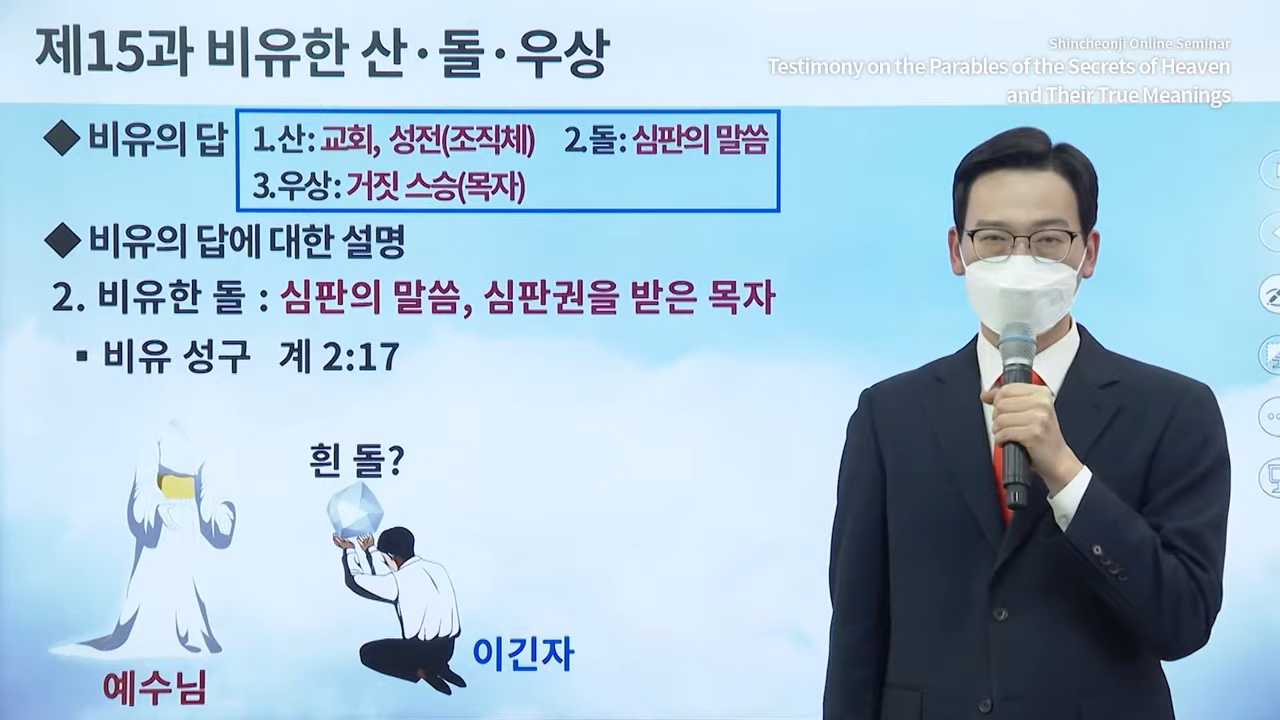 제15과 비유한 산·돌·우상
Shincheonji Online Seminar
Testimony on the Parables of the Secrets of Heaven
and Their True Meanings
◆ 비유의 답
1.산: 교회, 성전(조직체) 2.돌: 심판의 말씀
3.우상: 거짓 스승(목자)
◆ 비유의 답에 대한 설명
2. 비유한 돌 : 심판의 말씀, 심판권을 받은 목자
▪ 비유 성구 계 2:17
흰 돌?
이긴자
예수님